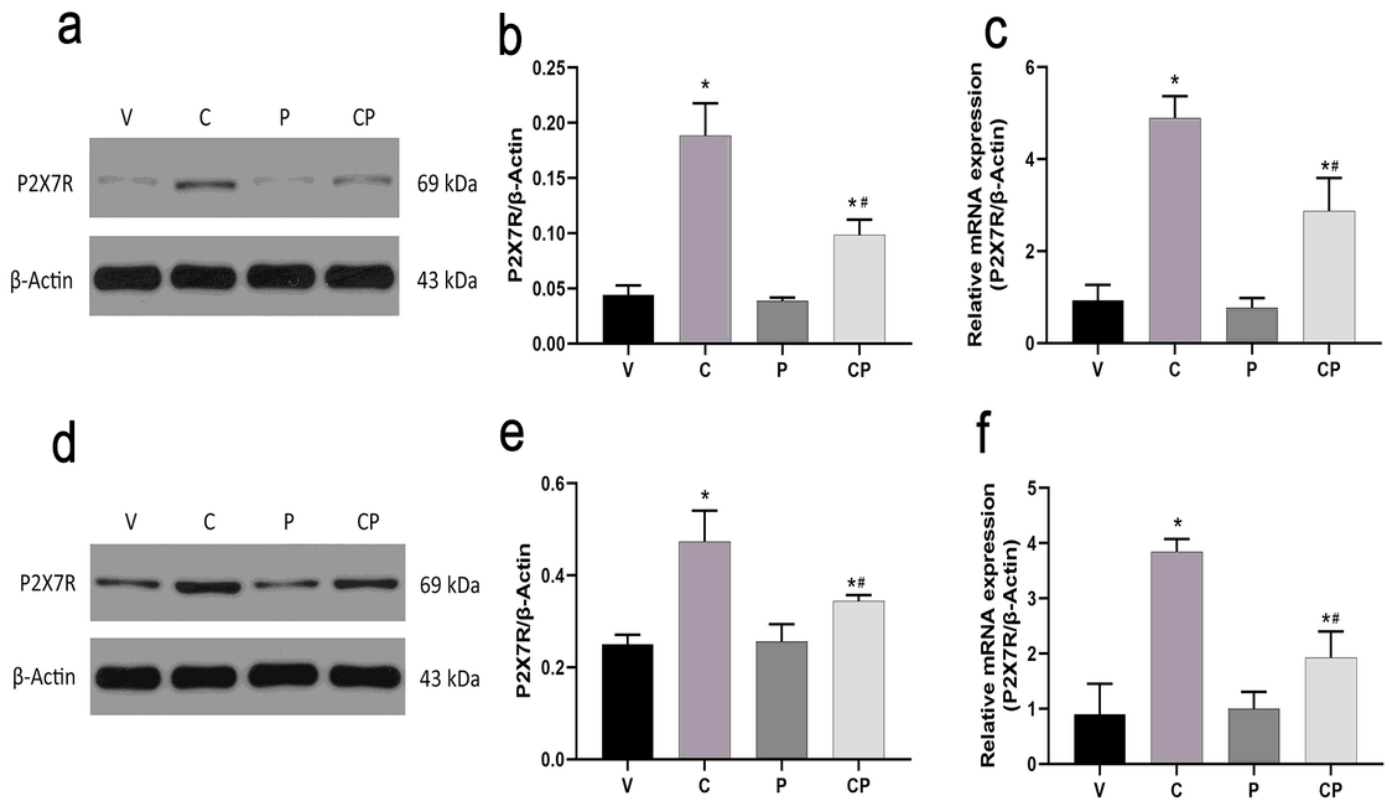 a
V C P CP
P2X7R 69 kDa
β-Actin 43 kDa
b
P2X7R/β-Actin
0.25
0.20
0.15
0.10
0.05
0.00
*
*#
V C P CP
c
Relative mRNA expression
(P2X7R/β-Actin)
6
4
2
0
*
*#
V C P CP
d
V C P CP
P2X7R 69 kDa
β-Actin 43 kDa
e
P2X7R/β-Actin
0.6
0.4
0.2
0.0
*
*#
V C P CP
f
Relative mRNA expression
(P2X7R/β-Actin)
5
4
3
2
1
0
*
*#
V C P CP